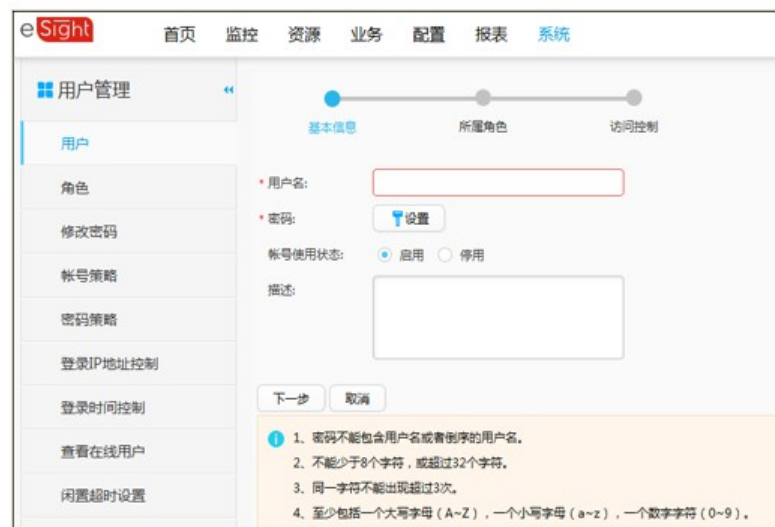 eSight 首页 监控 资源 业务 配置 报表 系统
用户管理
用户
角色
修改密码
帐号策略
密码策略
登录IP地址控制
登录时间控制
查看在线用户
闲置超时设置
基本信息 所属角色 访问控制
* 用户名:
* 密码: 设置
帐号使用状态: 启用 停用
描述:
下一步 取消
1、密码不能包含用户名或者倒序的用户名。
2、不能少于8个字符，或超过32个字符。
3、同一字符不能出现超过3次。
4、至少包括一个大写字母（A~Z），一个小写字母（a~z），一个数字字符（0~9）。